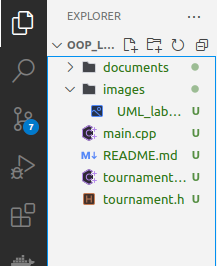 EXPLORER
OOP_L...
documents
images
UML_lab...
main.cpp
README.md
tournament...
tournament.h
7